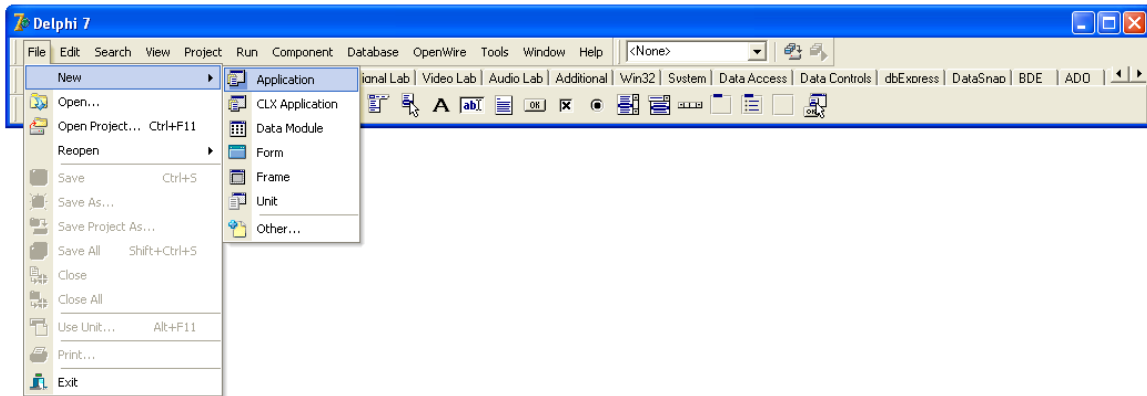 Delphi 7
File Edit Search View Project Run Component Database OpenWire Tools Window Help <None>
ional Lab Video Lab Audio Lab Additional Win32 System Data Access Data Controls dbExpress DataSnap BDE ADO
New
Open...
Open Project... Ctrl+F11
Reopen
Save Ctrl+S
Save As...
Save Project As...
Save All Shift+Ctrl+S
Close
Close All
Use Unit... Alt+F11
Print...
Exit
Application
CLX Application
Data Module
Form
Frame
Unit
Other...
A abI OK
OK